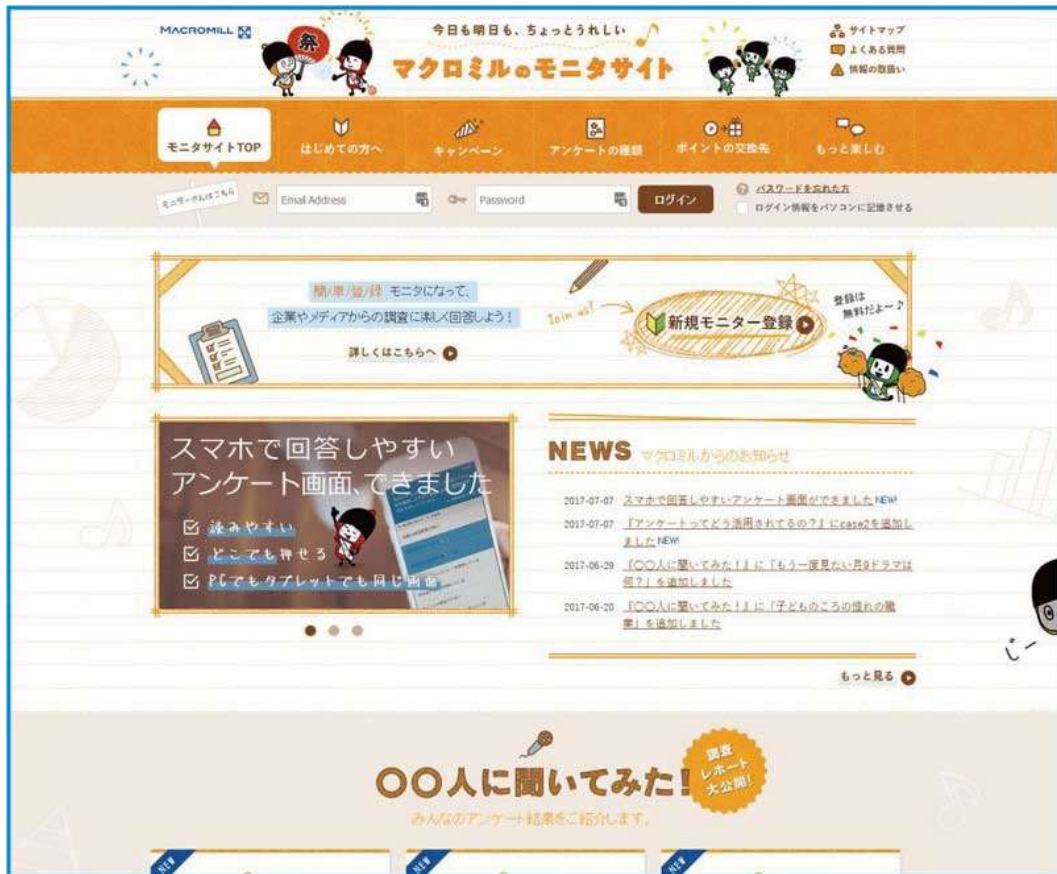 MACROMILL
祭
今日も明日も、ちょっとうれしい
マクロミルのモニタサイト
サイトマップ
よくある質問
情報の取扱い
モニタサイトTOP
はじめての方へ
キャンペーン
アンケートの種類
ポイントの交換先
もっと楽しむ
モニターさんはこちら
Email Address
Password
ログイン
パスワードを忘れた方
ログイン情報をパソコンに記憶させる
簡/単/登/録 モニタになって、
企業やメディアからの調査に楽しく回答しよう!
詳しくはこちらへ
Join us!
新規モニター登録
登録は
無料だよ〜♪
スマホで回答しやすい
アンケート画面、できました
読みやすい
どこでも押せる
PCでもタブレットでも同じ画面
NEWS マクロミルからのお知らせ
2017-07-07 スマホで回答しやすいアンケート画面ができました NEW!
2017-07-07 『アンケートってどう活用されてるの?』にcase2を追加し
ました NEW!
2017-06-29 『〇〇人に聞いてみた!』に「もう一度見たい月9ドラマは
何?」を追加しました
2017-06-20 『〇〇人に聞いてみた!』に「子どものころの憧れの職
業」を追加しました
もっと見る
じー
〇〇人に聞いてみた!
調査
レポート
大公開!
みんなのアンケート結果をご紹介します。
NEW
NEW
NEW